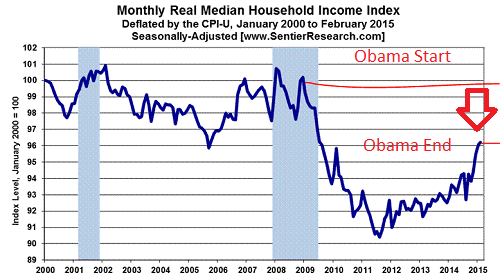 Monthly Real Median Household Income Index
Deflated by the CPI-U, January 2000 to February 2015
Seasonally-Adjusted [www.SentierResearch.com]
Index Level, January 2000 = 100
102
101
100
99
98
97
96
95
94
93
92
91
90
89
Obama Start
Obama End
2000 2001 2002 2003 2004 2005 2006 2007 2008 2009 2010 2011 2012 2013 2014 2015